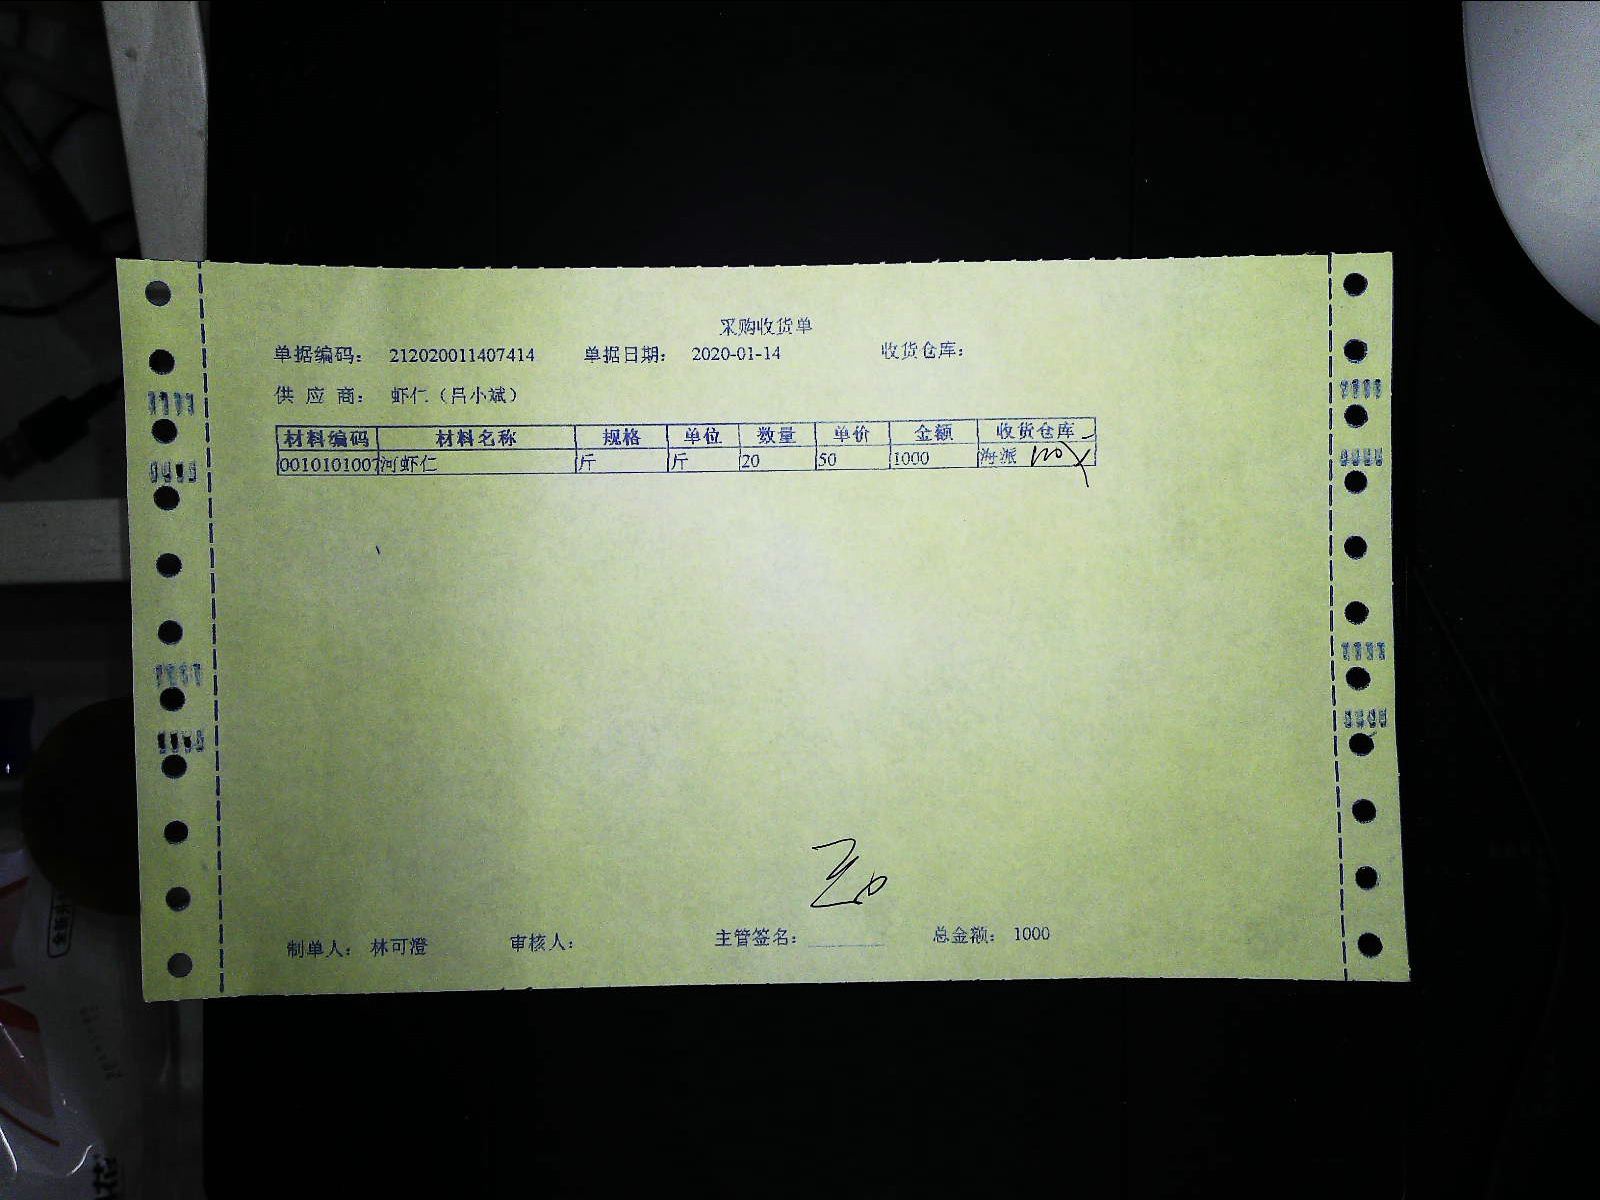 采购收货单
单据编码： 212020011407414 单据日期： 2020-01-14 收货仓库：
供 应 商： 虾仁（吕小斌）
材料编码 材料名称 规格 单位 数量 单价 金额 收货仓库
0010101007 河虾仁 斤 斤 20 50 1000 海派
制单人： 林可澄 审核人： 主管签名： 总金额： 1000